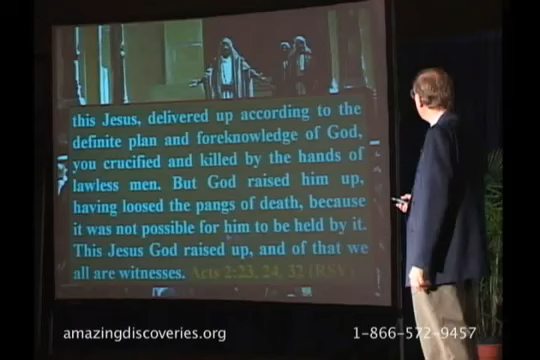 this Jesus, delivered up according to the
definite plan and foreknowledge of God,
you crucified and killed by the hands of
lawless men. But God raised him up,
having loosed the pangs of death, because
it was not possible for him to be held by it.
This Jesus God raised up, and of that we
all are witnesses. Acts 2:23, 24, 32 (RSV)
amazingdiscoveries.org 1-866-572-9457